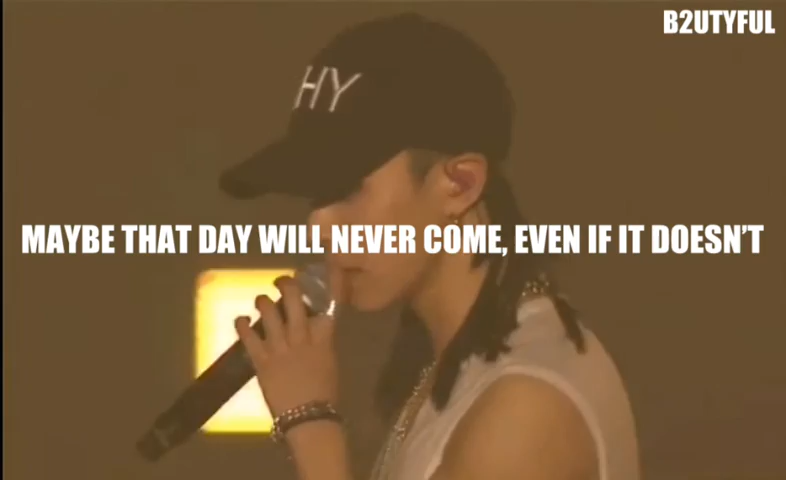 B2UTYFUL
HY
MAYBE THAT DAY WILL NEVER COME, EVEN IF IT DOESN'T